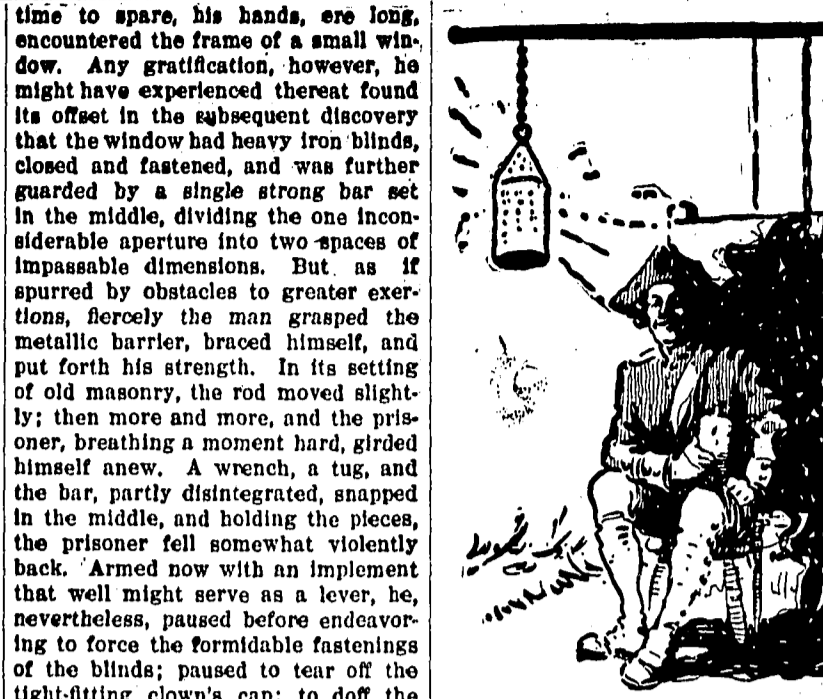 time to spare, his hands, ere long,
encountered the frame of a small win-
dow. Any gratification, however, he
might have experienced thereat found
its offset in the subsequent discovery
that the window had heavy iron blinds,
closed and fastened, and was further
guarded by a single strong bar set
in the middle, dividing the one incon-
siderable aperture into two spaces of
impassable dimensions. But as if
spurred by obstacles to greater exer-
tions, fiercely the man grasped the
metallic barrier, braced himself, and
put forth his strength. In its setting
of old masonry, the rod moved slight-
ly; then more and more, and the pris-
oner, breathing a moment hard, girded
himself anew. A wrench, a tug, and
the bar, partly disintegrated, snapped
in the middle, and holding the pieces,
the prisoner fell somewhat violently
back. Armed now with an implement
that well might serve as a lever, he,
nevertheless, paused before endeavor-
ing to force the formidable fastenings
of the blinds; paused to tear off the
tight-fitting clown's cap; to doff the